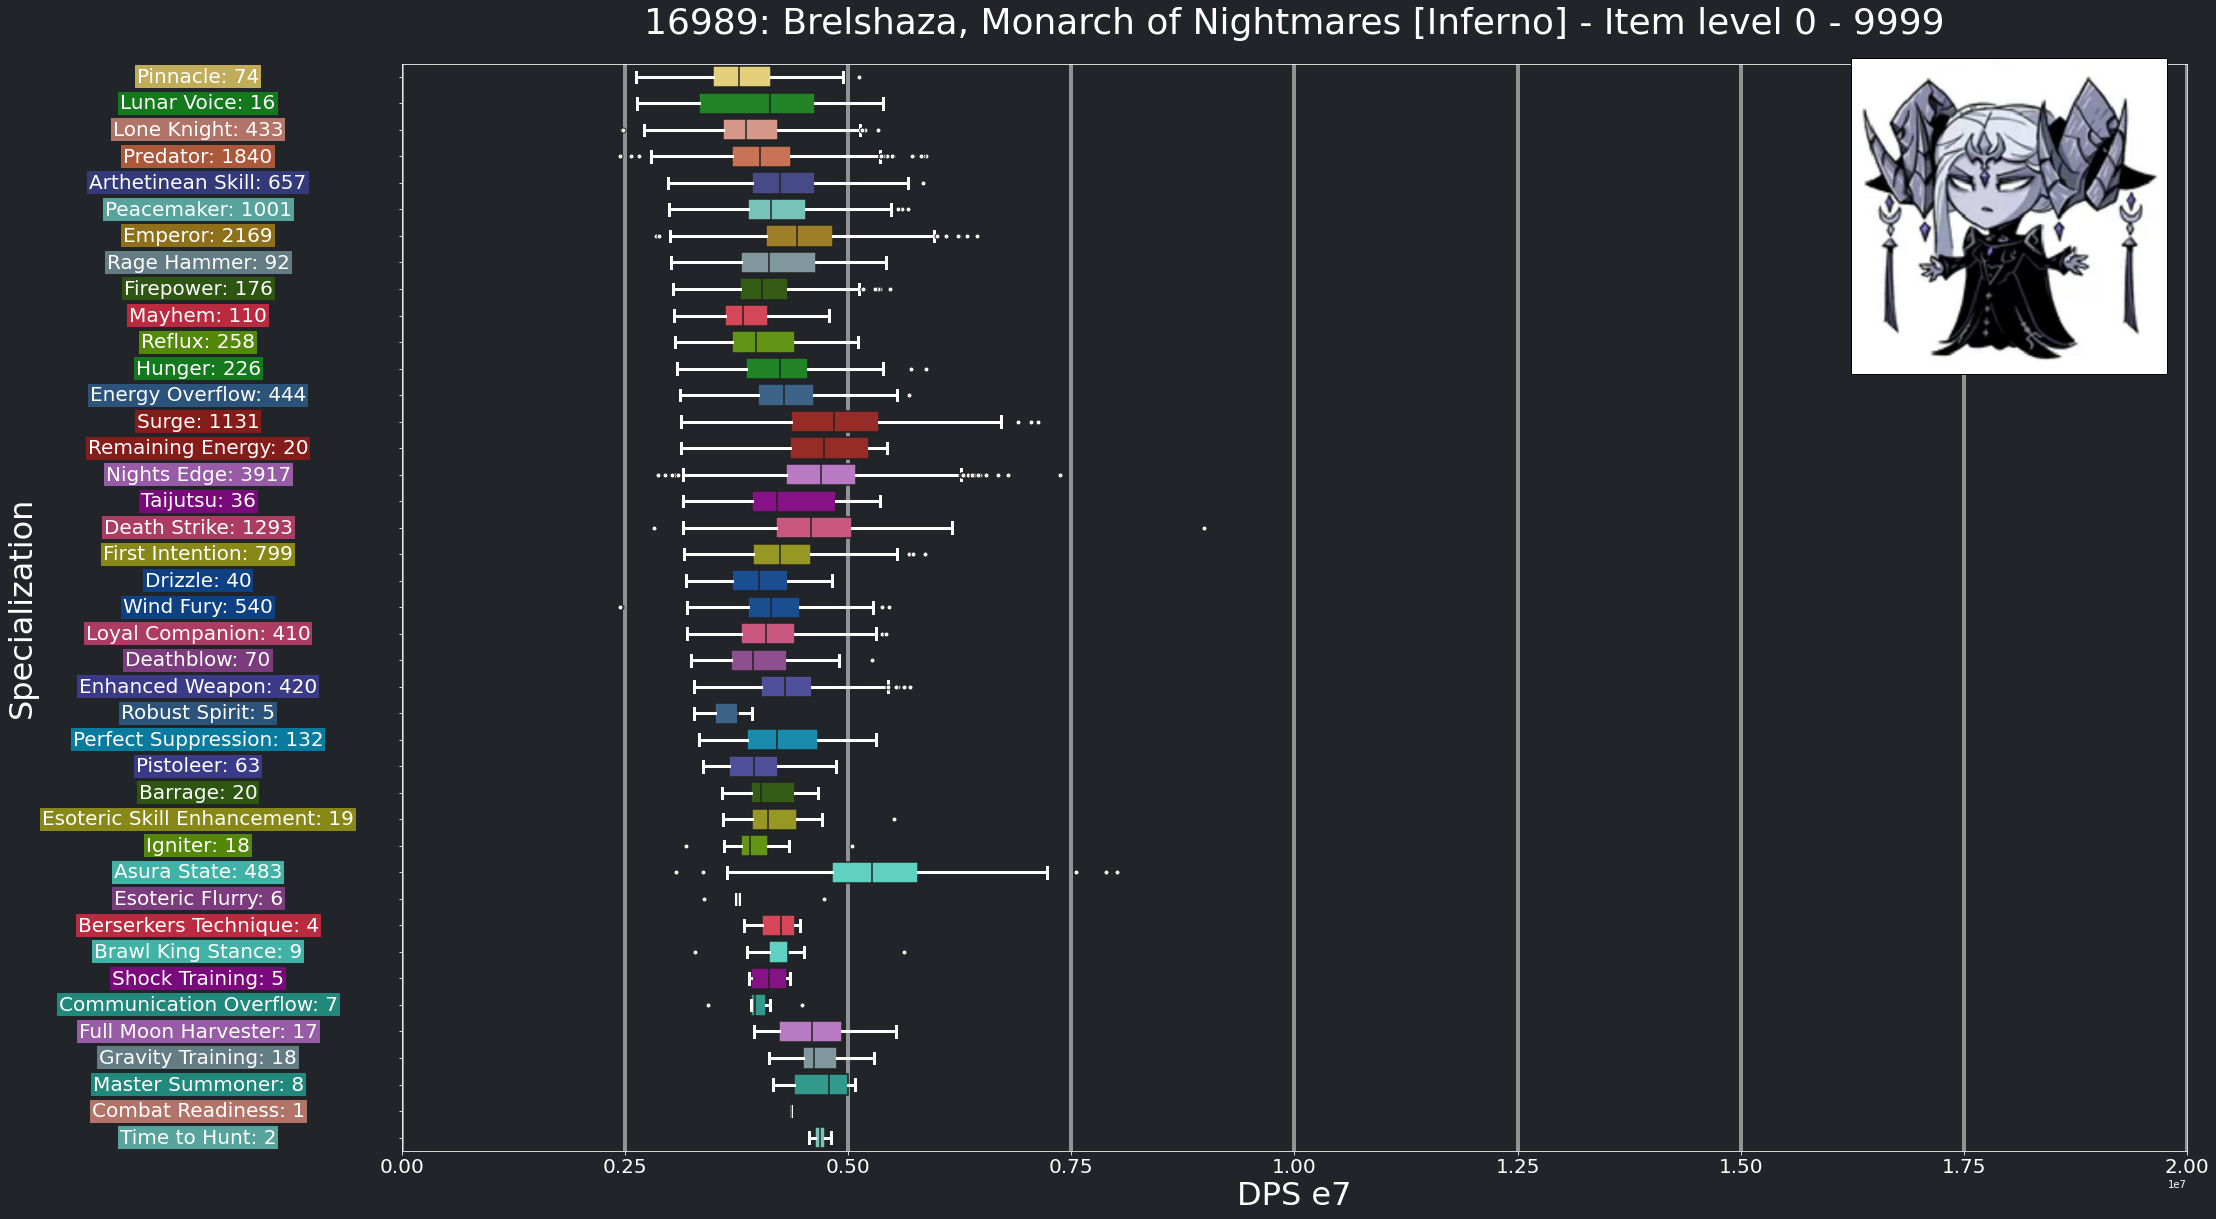 16989: Brelshaza, Monarch of Nightmares [Inferno] - Item level 0 - 9999
Pinnacle: 74
Lunar Voice: 16
Lone Knight: 433
Predator: 1840
Arthetinean Skill: 657
Peacemaker: 1001
Emperor: 2169
Rage Hammer: 92
Firepower: 176
Mayhem: 110
Reflux: 258
Hunger: 226
Energy Overflow: 444
Surge: 1131
Remaining Energy: 20
Nights Edge: 3917
Taijutsu: 36
Death Strike: 1293
First Intention: 799
Drizzle: 40
Wind Fury: 540
Loyal Companion: 410
Deathblow: 70
Enhanced Weapon: 420
Robust Spirit: 5
Perfect Suppression: 132
Pistoleer: 63
Barrage: 20
Esoteric Skill Enhancement: 19
Igniter: 18
Asura State: 483
Esoteric Flurry: 6
Berserkers Technique: 4
Brawl King Stance: 9
Shock Training: 5
Communication Overflow: 7
Full Moon Harvester: 17
Gravity Training: 18
Master Summoner: 8
Combat Readiness: 1
Time to Hunt: 2
Specialization
0.00 0.25 0.50 0.75 1.00 1.25 1.50 1.75 2.00
1e7
DPS e7